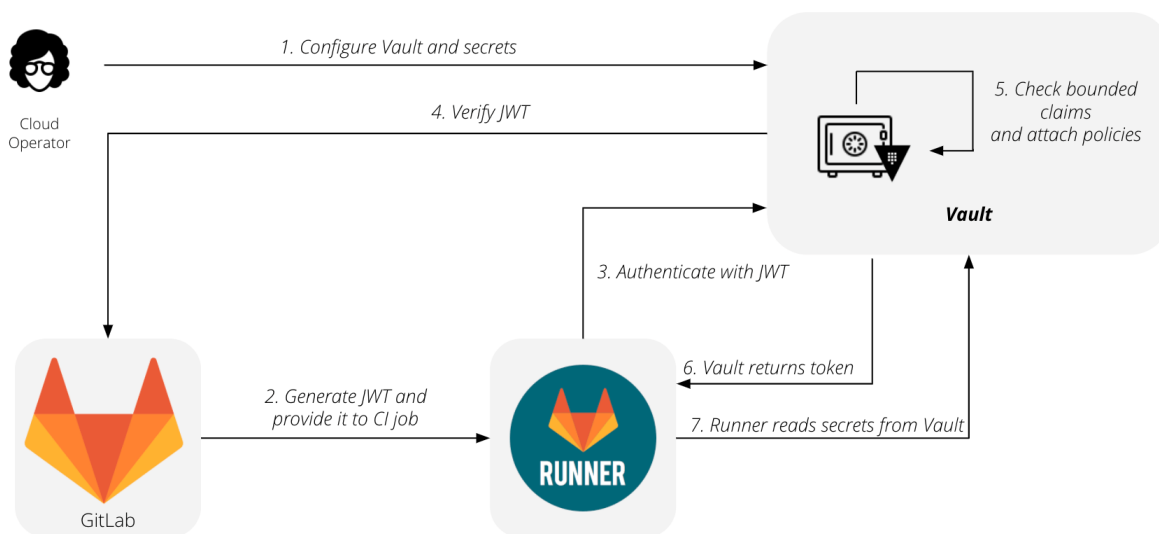 1. Configure Vault and secrets
Cloud
Operator
4. Verify JWT
5. Check bounded
claims
and attach policies
Vault
3. Authenticate with JWT
6. Vault returns token
2. Generate JWT and
provide it to CI job
7. Runner reads secrets from Vault
RUNNER
GitLab